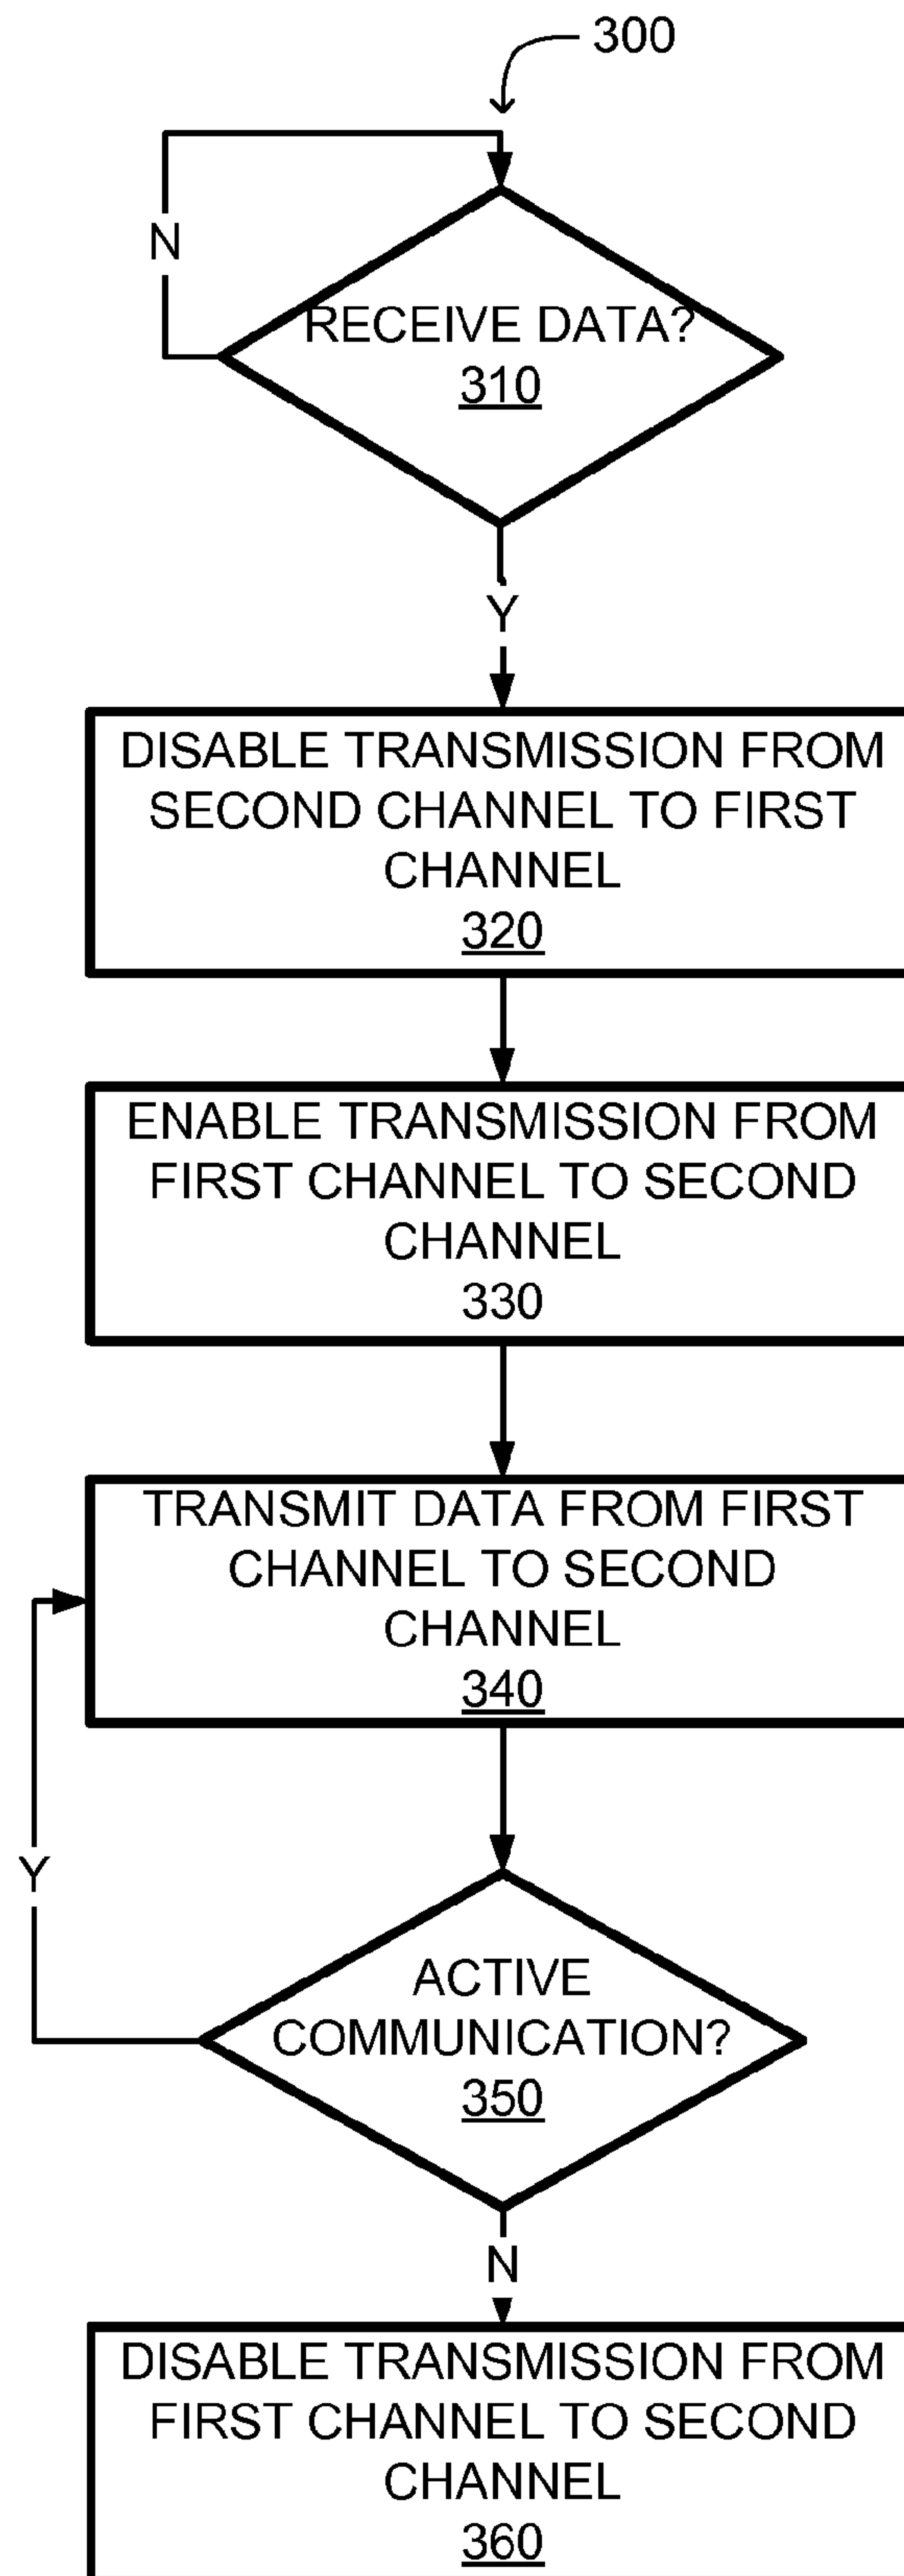 300
N
RECEIVE DATA?
310
Y
DISABLE TRANSMISSION FROM
SECOND CHANNEL TO FIRST
CHANNEL
320
ENABLE TRANSMISSION FROM
FIRST CHANNEL TO SECOND
CHANNEL
330
TRANSMIT DATA FROM FIRST
CHANNEL TO SECOND
CHANNEL
340
Y
ACTIVE
COMMUNICATION?
350
N
DISABLE TRANSMISSION FROM
FIRST CHANNEL TO SECOND
CHANNEL
360